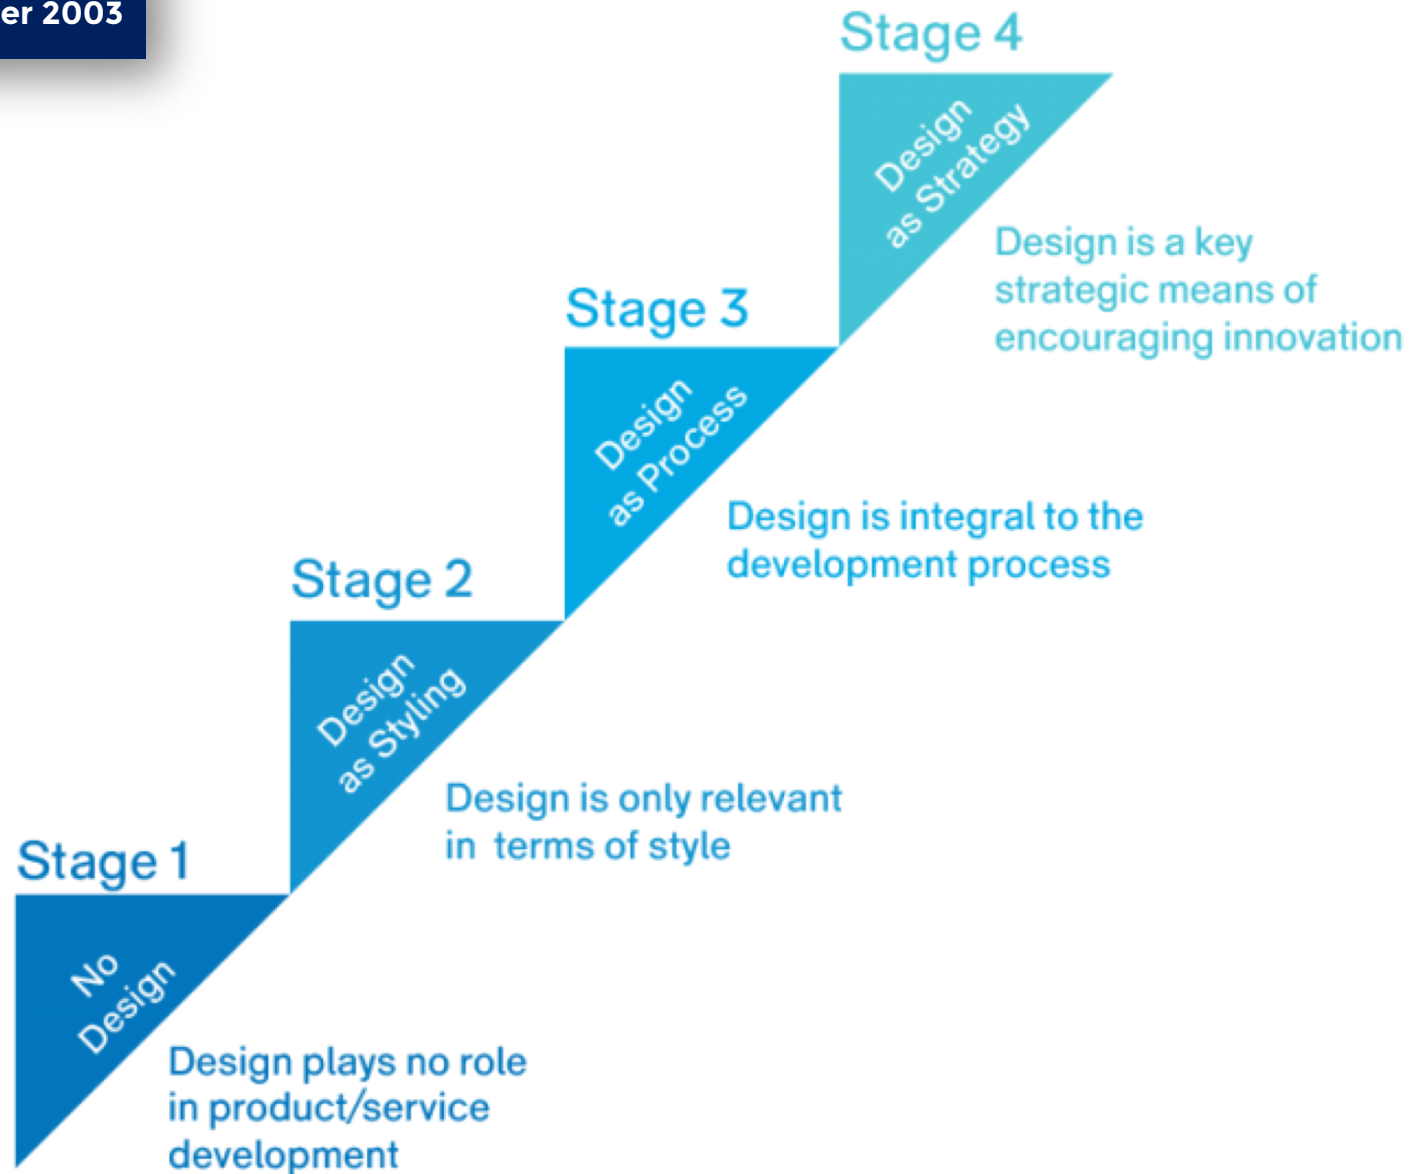 er 2003
Stage 4
Design
as Strategy
Design is a key
strategic means of
encouraging innovation
Stage 3
Design
as Process
Design is integral to the
development process
Stage 2
Design
as Styling
Design is only relevant
in terms of style
Stage 1
No
Design
Design plays no role
in product/service
development